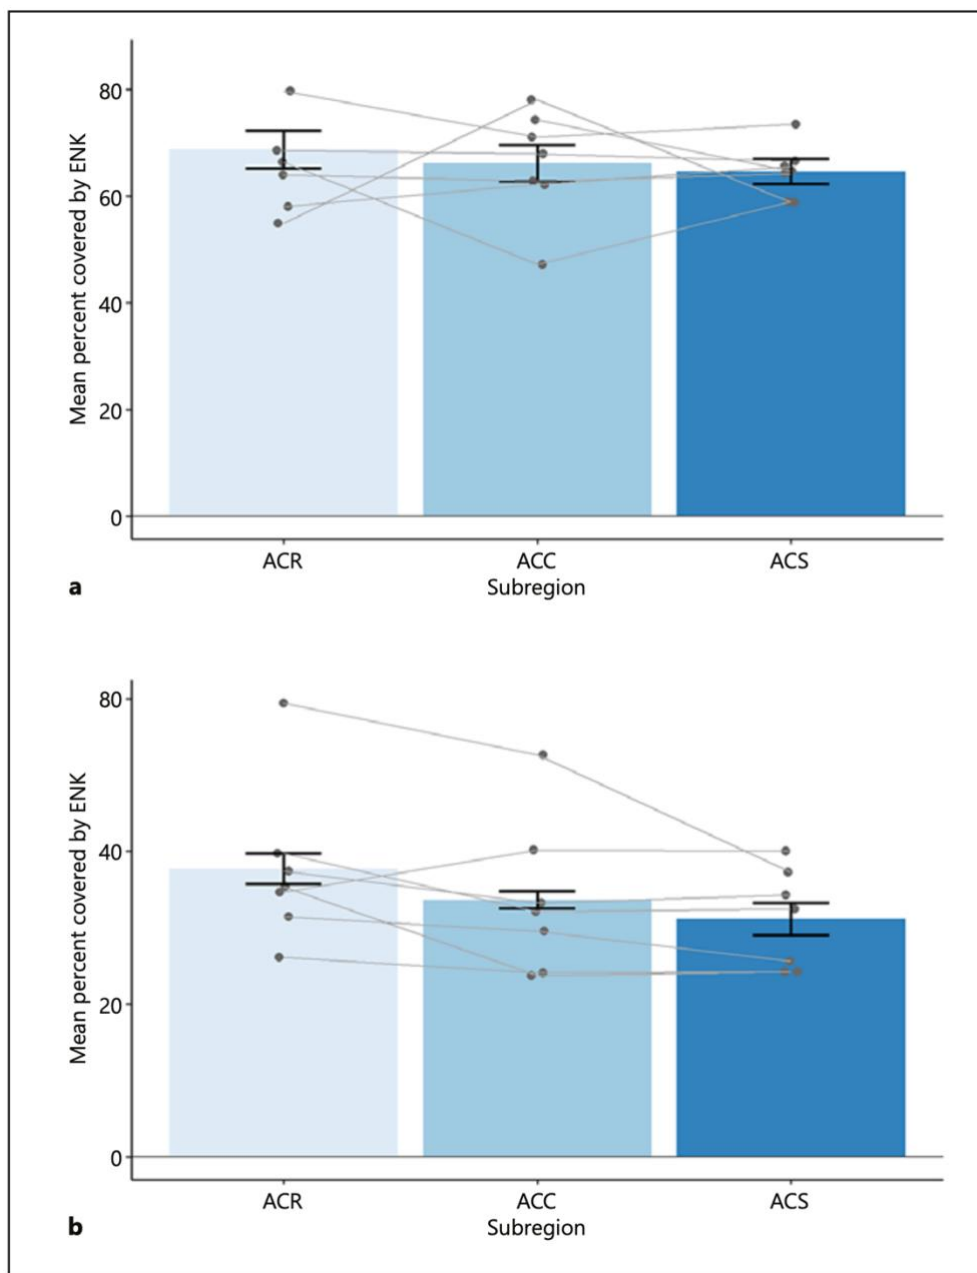 80
60
40
20
0
Mean percent covered by ENK
ACR ACC ACS
Subregion
a
80
40
20
0
Mean percent covered by ENK
ACR ACC ACS
Subregion
b